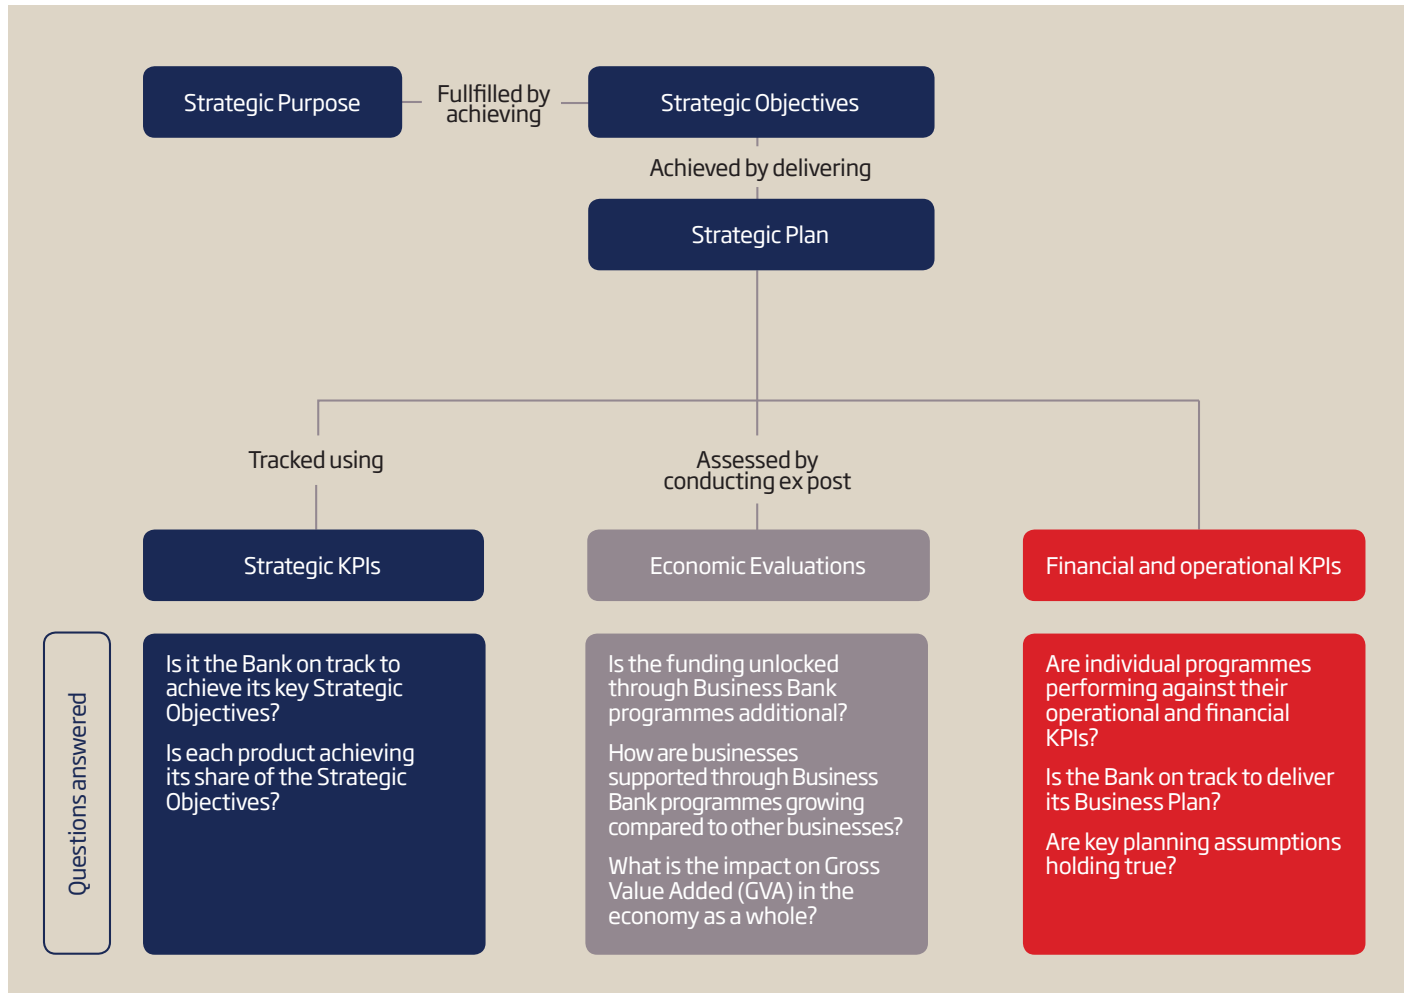 Strategic Purpose
Fullfilled by
achieving
Strategic Objectives
Achieved by delivering
Strategic Plan
Tracked using
Assessed by
conducting ex post
Strategic KPIs
Economic Evaluations
Financial and operational KPIs
Questions answered
Is it the Bank on track to
achieve its key Strategic
Objectives?
Is each product achieving
its share of the Strategic
Objectives?
Is the funding unlocked
through Business Bank
programmes additional?
How are businesses
supported through Business
Bank programmes growing
compared to other businesses?
What is the impact on Gross
Value Added (GVA) in the
economy as a whole?
Are individual programmes
performing against their
operational and financial
KPIs?
Is the Bank on track to deliver
its Business Plan?
Are key planning assumptions
holding true?